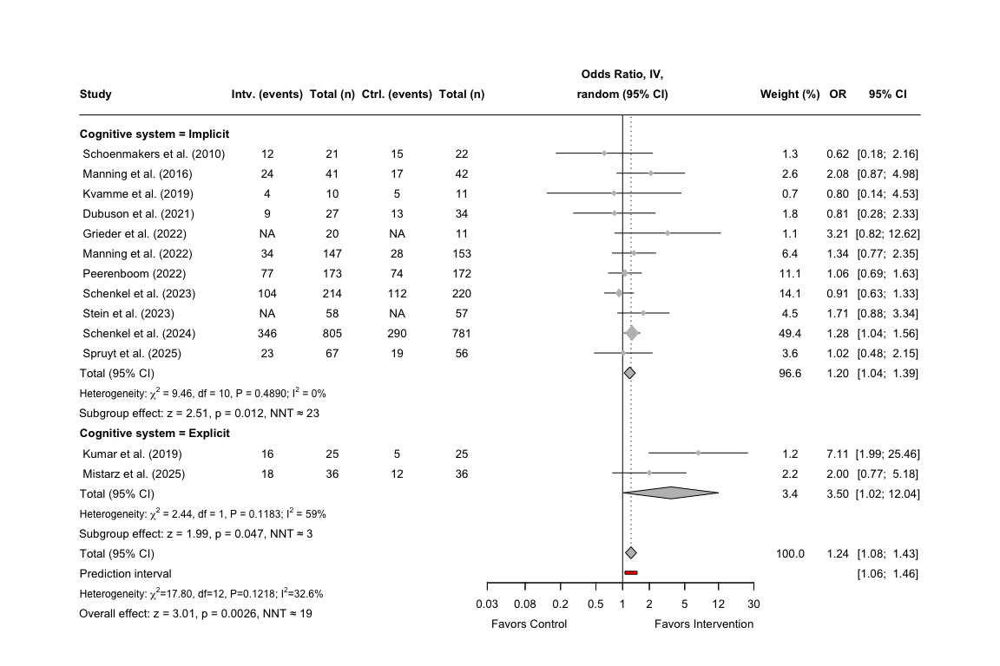 Odds Ratio, IV,
Study Intv. (events) Total (n) Ctrl. (events) Total (n) random (95% CI) Weight (%) OR 95% CI
Cognitive system = Implicit
Schoenmakers et al. (2010) 12 21 15 22 1.3 0.62 [0.18; 2.16]
Manning et al. (2016) 24 41 17 42 2.6 2.08 [0.87; 4.98]
Kvamme et al. (2019) 4 10 5 11 0.7 0.80 [0.14; 4.53]
Dubuson et al. (2021) 9 27 13 34 1.8 0.81 [0.28; 2.33]
Grieder et al. (2022) NA 20 NA 11 1.1 3.21 [0.82; 12.62]
Manning et al. (2022) 34 147 28 153 6.4 1.34 [0.77; 2.35]
Peerenboom (2022) 77 173 74 172 11.1 1.06 [0.69; 1.63]
Schenkel et al. (2023) 104 214 112 220 14.1 0.91 [0.63; 1.33]
Stein et al. (2023) NA 58 NA 57 4.5 1.71 [0.88; 3.34]
Schenkel et al. (2024) 346 805 290 781 49.4 1.28 [1.04; 1.56]
Spruyt et al. (2025) 23 67 19 56 3.6 1.02 [0.48; 2.15]
Total (95% CI) 96.6 1.20 [1.04; 1.39]
Heterogeneity: χ² = 9.46, df = 10, P = 0.4890; I² = 0%
Subgroup effect: z = 2.51, p = 0.012, NNT ≈ 23
Cognitive system = Explicit
Kumar et al. (2019) 16 25 5 25 1.2 7.11 [1.99; 25.46]
Mistarz et al. (2025) 18 36 12 36 2.2 2.00 [0.77; 5.18]
Total (95% CI) 3.4 3.50 [1.02; 12.04]
Heterogeneity: χ² = 2.44, df = 1, P = 0.1183; I² = 59%
Subgroup effect: z = 1.99, p = 0.047, NNT ≈ 3
Total (95% CI) 100.0 1.24 [1.08; 1.43]
Prediction interval [1.06; 1.46]
Heterogeneity: χ²=17.80, df=12, P=0.1218; I²=32.6%
0.03 0.08 0.2 0.5 1 2 5 12 30
Overall effect: z = 3.01, p = 0.0026, NNT ≈ 19
Favors Control Favors Intervention